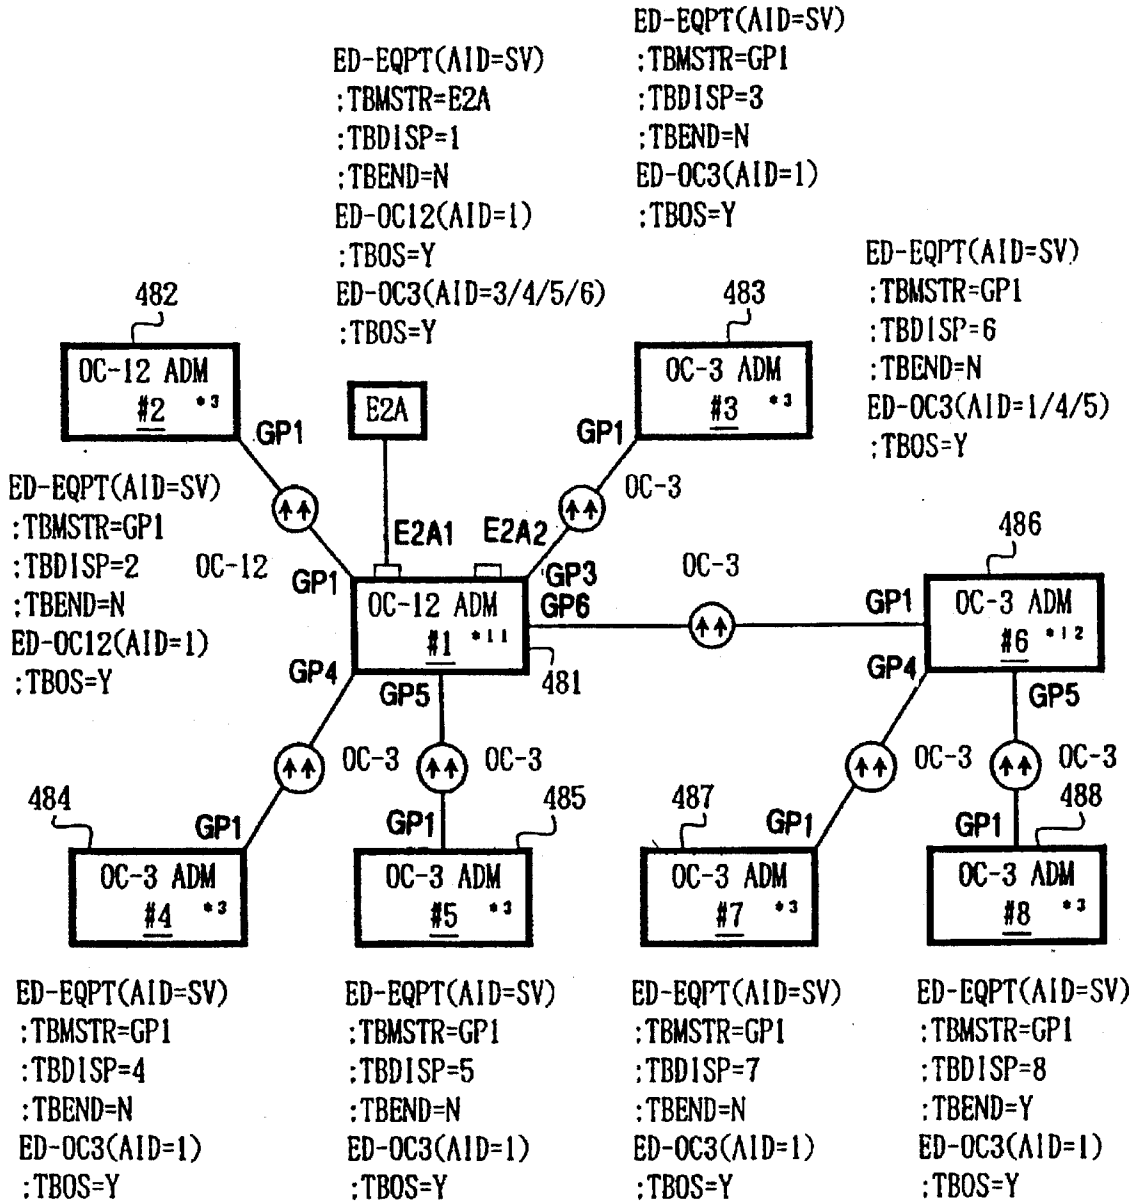 ED-EQPT(AID=SV)
:TBMSTR=E2A
:TBDISP=1
:TBEND=N
ED-OC12(AID=1)
:TBOS=Y
ED-OC3(AID=3/4/5/6)
:TBOS=Y
ED-EQPT(AID=SV)
:TBMSTR=GP1
:TBDISP=3
:TBEND=N
ED-OC3(AID=1)
:TBOS=Y
ED-EQPT(AID=SV)
:TBMSTR=GP1
:TBDISP=6
:TBEND=N
ED-OC3(AID=1/4/5)
:TBOS=Y
482
OC-12 ADM
#2 *3
GP1
E2A
483
OC-3 ADM
#3 *3
GP1
OC-3
ED-EQPT(AID=SV)
:TBMSTR=GP1
:TBDISP=2
:TBEND=N
ED-OC12(AID=1)
:TBOS=Y
OC-12
E2A1
E2A2
GP1
GP3
GP6
OC-12 ADM
#1 *11
481
GP4
GP5
OC-3
486
GP1
OC-3 ADM
#6 *12
GP4
GP5
OC-3
OC-3
OC-3
OC-3
484
GP1
OC-3 ADM
#4 *3
485
GP1
OC-3 ADM
#5 *3
487
GP1
OC-3 ADM
#7 *3
488
GP1
OC-3 ADM
#8 *3
ED-EQPT(AID=SV)
:TBMSTR=GP1
:TBDISP=4
:TBEND=N
ED-OC3(AID=1)
:TBOS=Y
ED-EQPT(AID=SV)
:TBMSTR=GP1
:TBDISP=5
:TBEND=N
ED-OC3(AID=1)
:TBOS=Y
ED-EQPT(AID=SV)
:TBMSTR=GP1
:TBDISP=7
:TBEND=N
ED-OC3(AID=1)
:TBOS=Y
ED-EQPT(AID=SV)
:TBMSTR=GP1
:TBDISP=8
:TBEND=Y
ED-OC3(AID=1)
:TBOS=Y